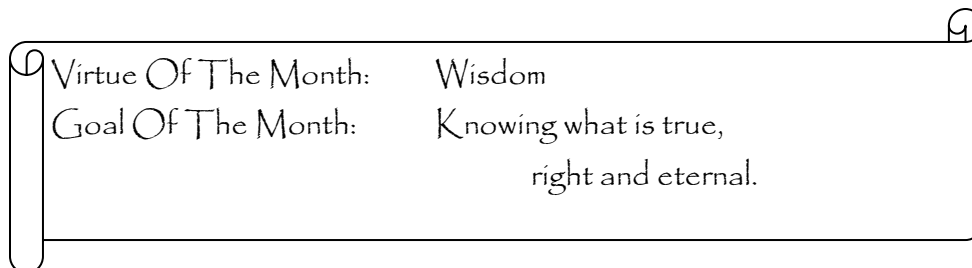 Virtue Of The Month: Wisdom
Goal Of The Month: Knowing what is true,
right and eternal.